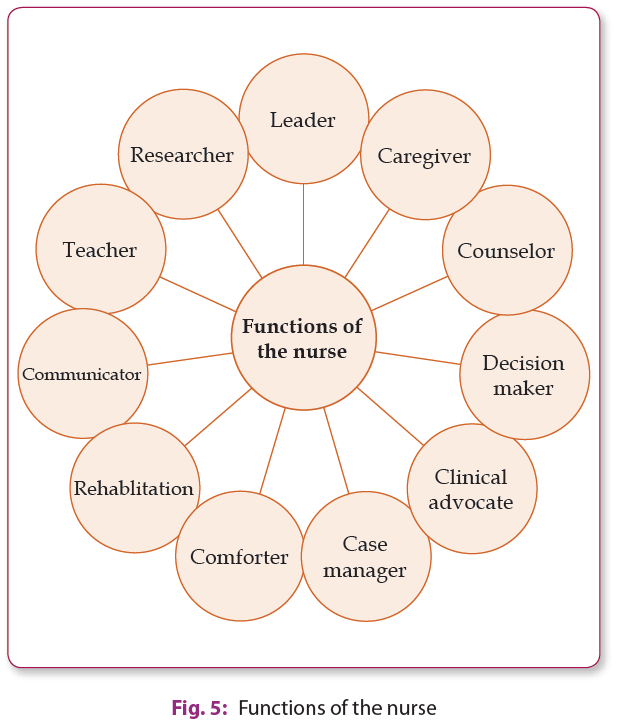 Leader
Caregiver
Counselor
Decision
maker
Clinical
advocate
Case
manager
Comforter
Rehablitation
Communicator
Teacher
Researcher
Functions of
the nurse
Fig. 5: Functions of the nurse